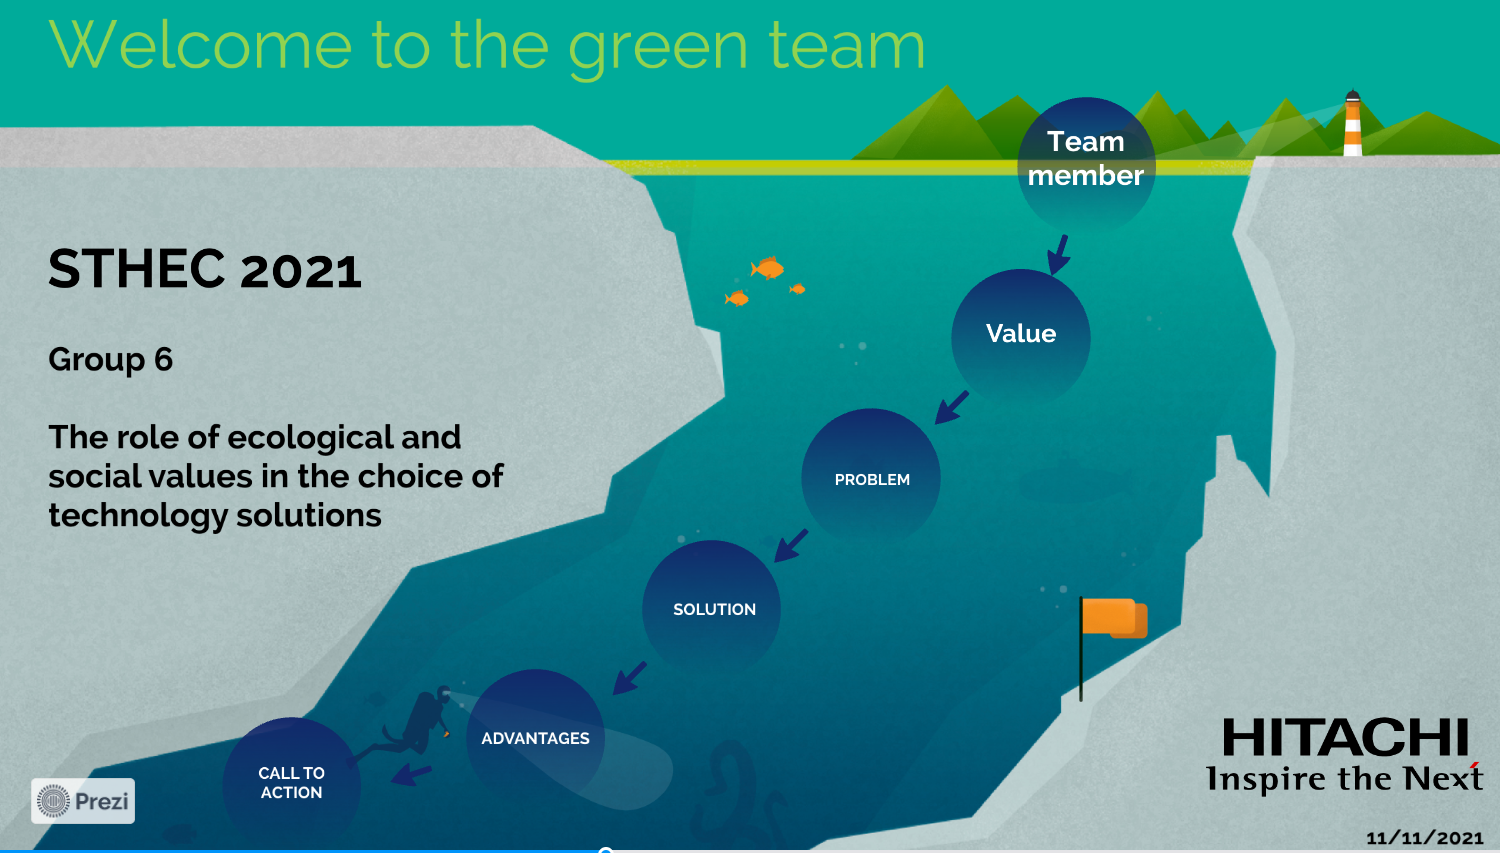 Welcome to the green team
Team
member
STHEC 2021
Value
Group 6
The role of ecological and
social values in the choice of
technology solutions
PROBLEM
SOLUTION
ADVANTAGES
CALL TO
ACTION
Prezi
HITACHI
Inspire the Next
11/11/2021